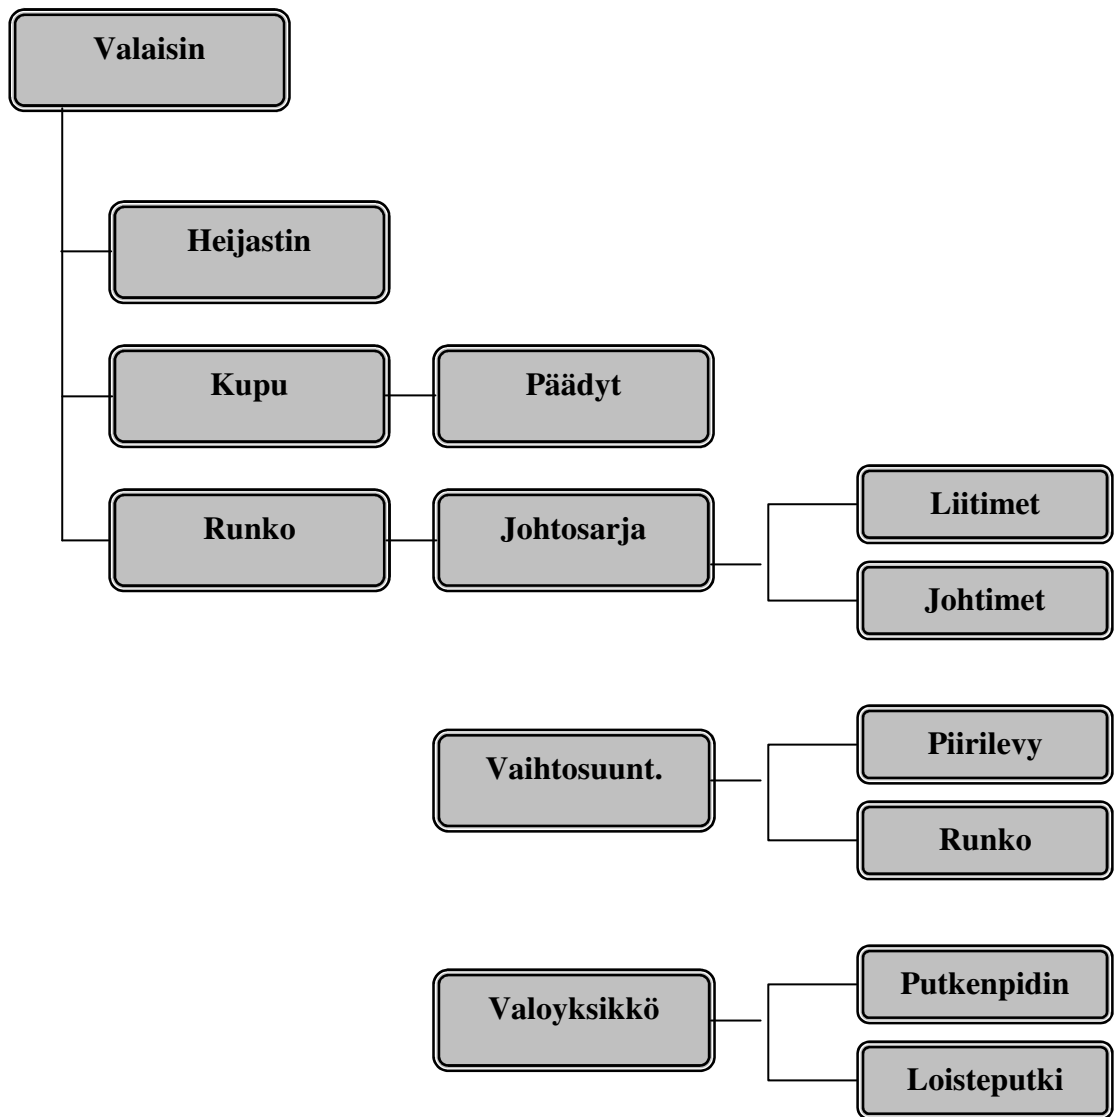 Valaisin
Heijastin
Kupu
Päädyt
Runko
Johtosarja
Liitimet
Johtimet
Vaihtosuunt.
Piirilevy
Runko
Valoyksikkö
Putkenpidin
Loisteputki